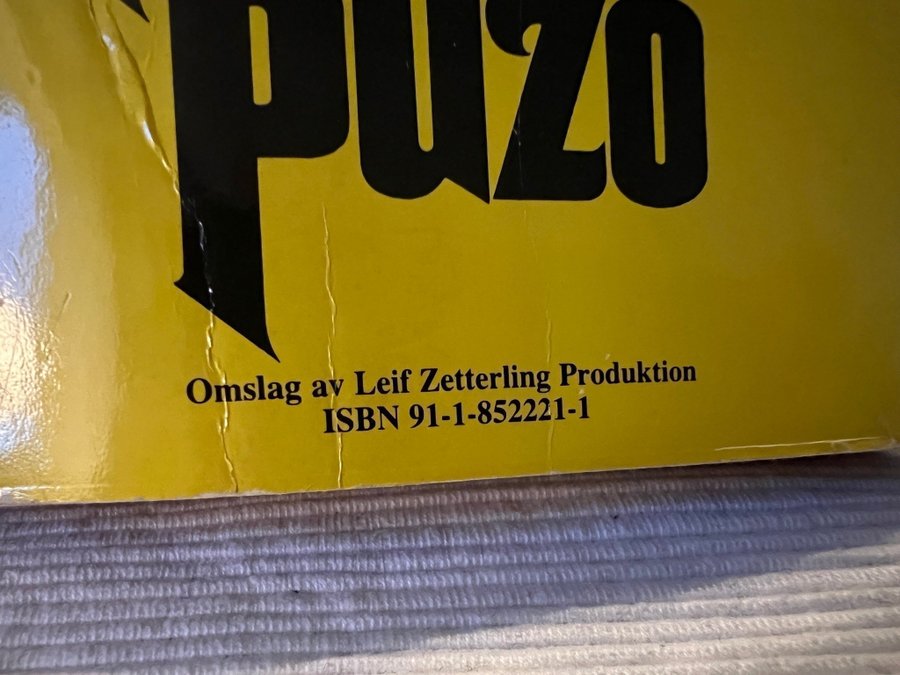 puzo
Omslag av Leif Zetterling Produktion
ISBN 91-1-852221-1